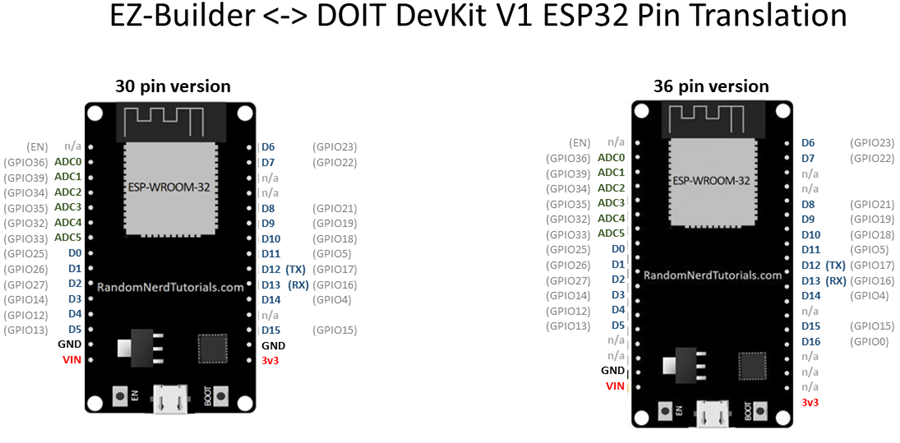 EZ-Builder <-> DOIT DevKit V1 ESP32 Pin Translation
30 pin version
(EN) n/a
(GPIO36) ADC0
(GPIO39) ADC1
(GPIO34) ADC2
(GPIO35) ADC3
(GPIO32) ADC4
(GPIO33) ADC5
(GPIO25) D0
(GPIO26) D1
(GPIO27) D2
(GPIO14) D3
(GPIO12) D4
(GPIO13) D5
GND
VIN
ESP-WROOM-32
RandomNerdTutorials.com
EN
BOOT
D6 (GPIO23)
D7 (GPIO22)
n/a
n/a
D8 (GPIO21)
D9 (GPIO19)
D10 (GPIO18)
D11 (GPIO5)
D12 (TX) (GPIO17)
D13 (RX) (GPIO16)
D14 (GPIO4)
n/a
D15 (GPIO15)
GND
3v3
36 pin version
(EN) n/a
(GPIO36) ADC0
(GPIO39) ADC1
(GPIO34) ADC2
(GPIO35) ADC3
(GPIO32) ADC4
(GPIO33) ADC5
(GPIO25) D0
(GPIO26) D1
(GPIO27) D2
(GPIO14) D3
(GPIO12) D4
(GPIO13) D5
n/a
n/a
GND
VIN
ESP-WROOM-32
RandomNerdTutorials.com
EN
BOOT
D6 (GPIO23)
D7 (GPIO22)
n/a
n/a
D8 (GPIO21)
D9 (GPIO19)
D10 (GPIO18)
D11 (GPIO5)
D12 (TX) (GPIO17)
D13 (RX) (GPIO16)
D14 (GPIO4)
n/a
D15 (GPIO15)
D16 (GPIO0)
n/a
n/a
n/a
3v3